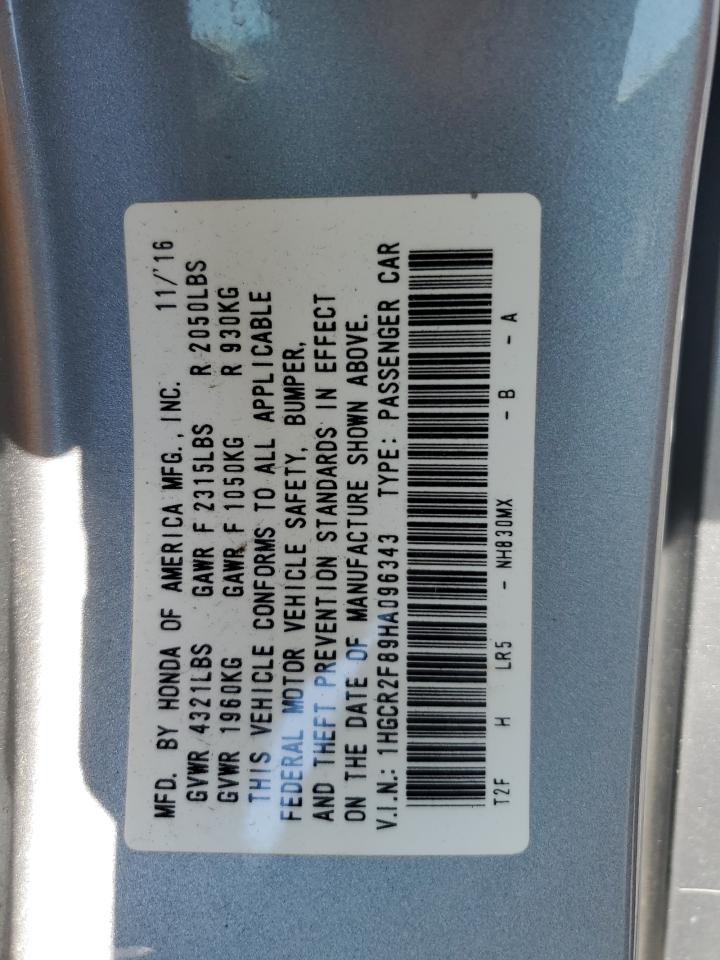 MFD. BY HONDA OF AMERICA MFG., INC. 11/'16
GVWR 4321LBS GAWR F 2315LBS R 2050LBS
GVWR 1960KG GAWR F 1050KG R 930KG
THIS VEHICLE CONFORMS TO ALL APPLICABLE
FEDERAL MOTOR VEHICLE SAFETY, BUMPER,
AND THEFT PREVENTION STANDARDS IN EFFECT
ON THE DATE OF MANUFACTURE SHOWN ABOVE.
V.I.N.: 1HGCR2F89HA096343 TYPE: PASSENGER CAR
T2F H LR5 - NH830MX - B - A